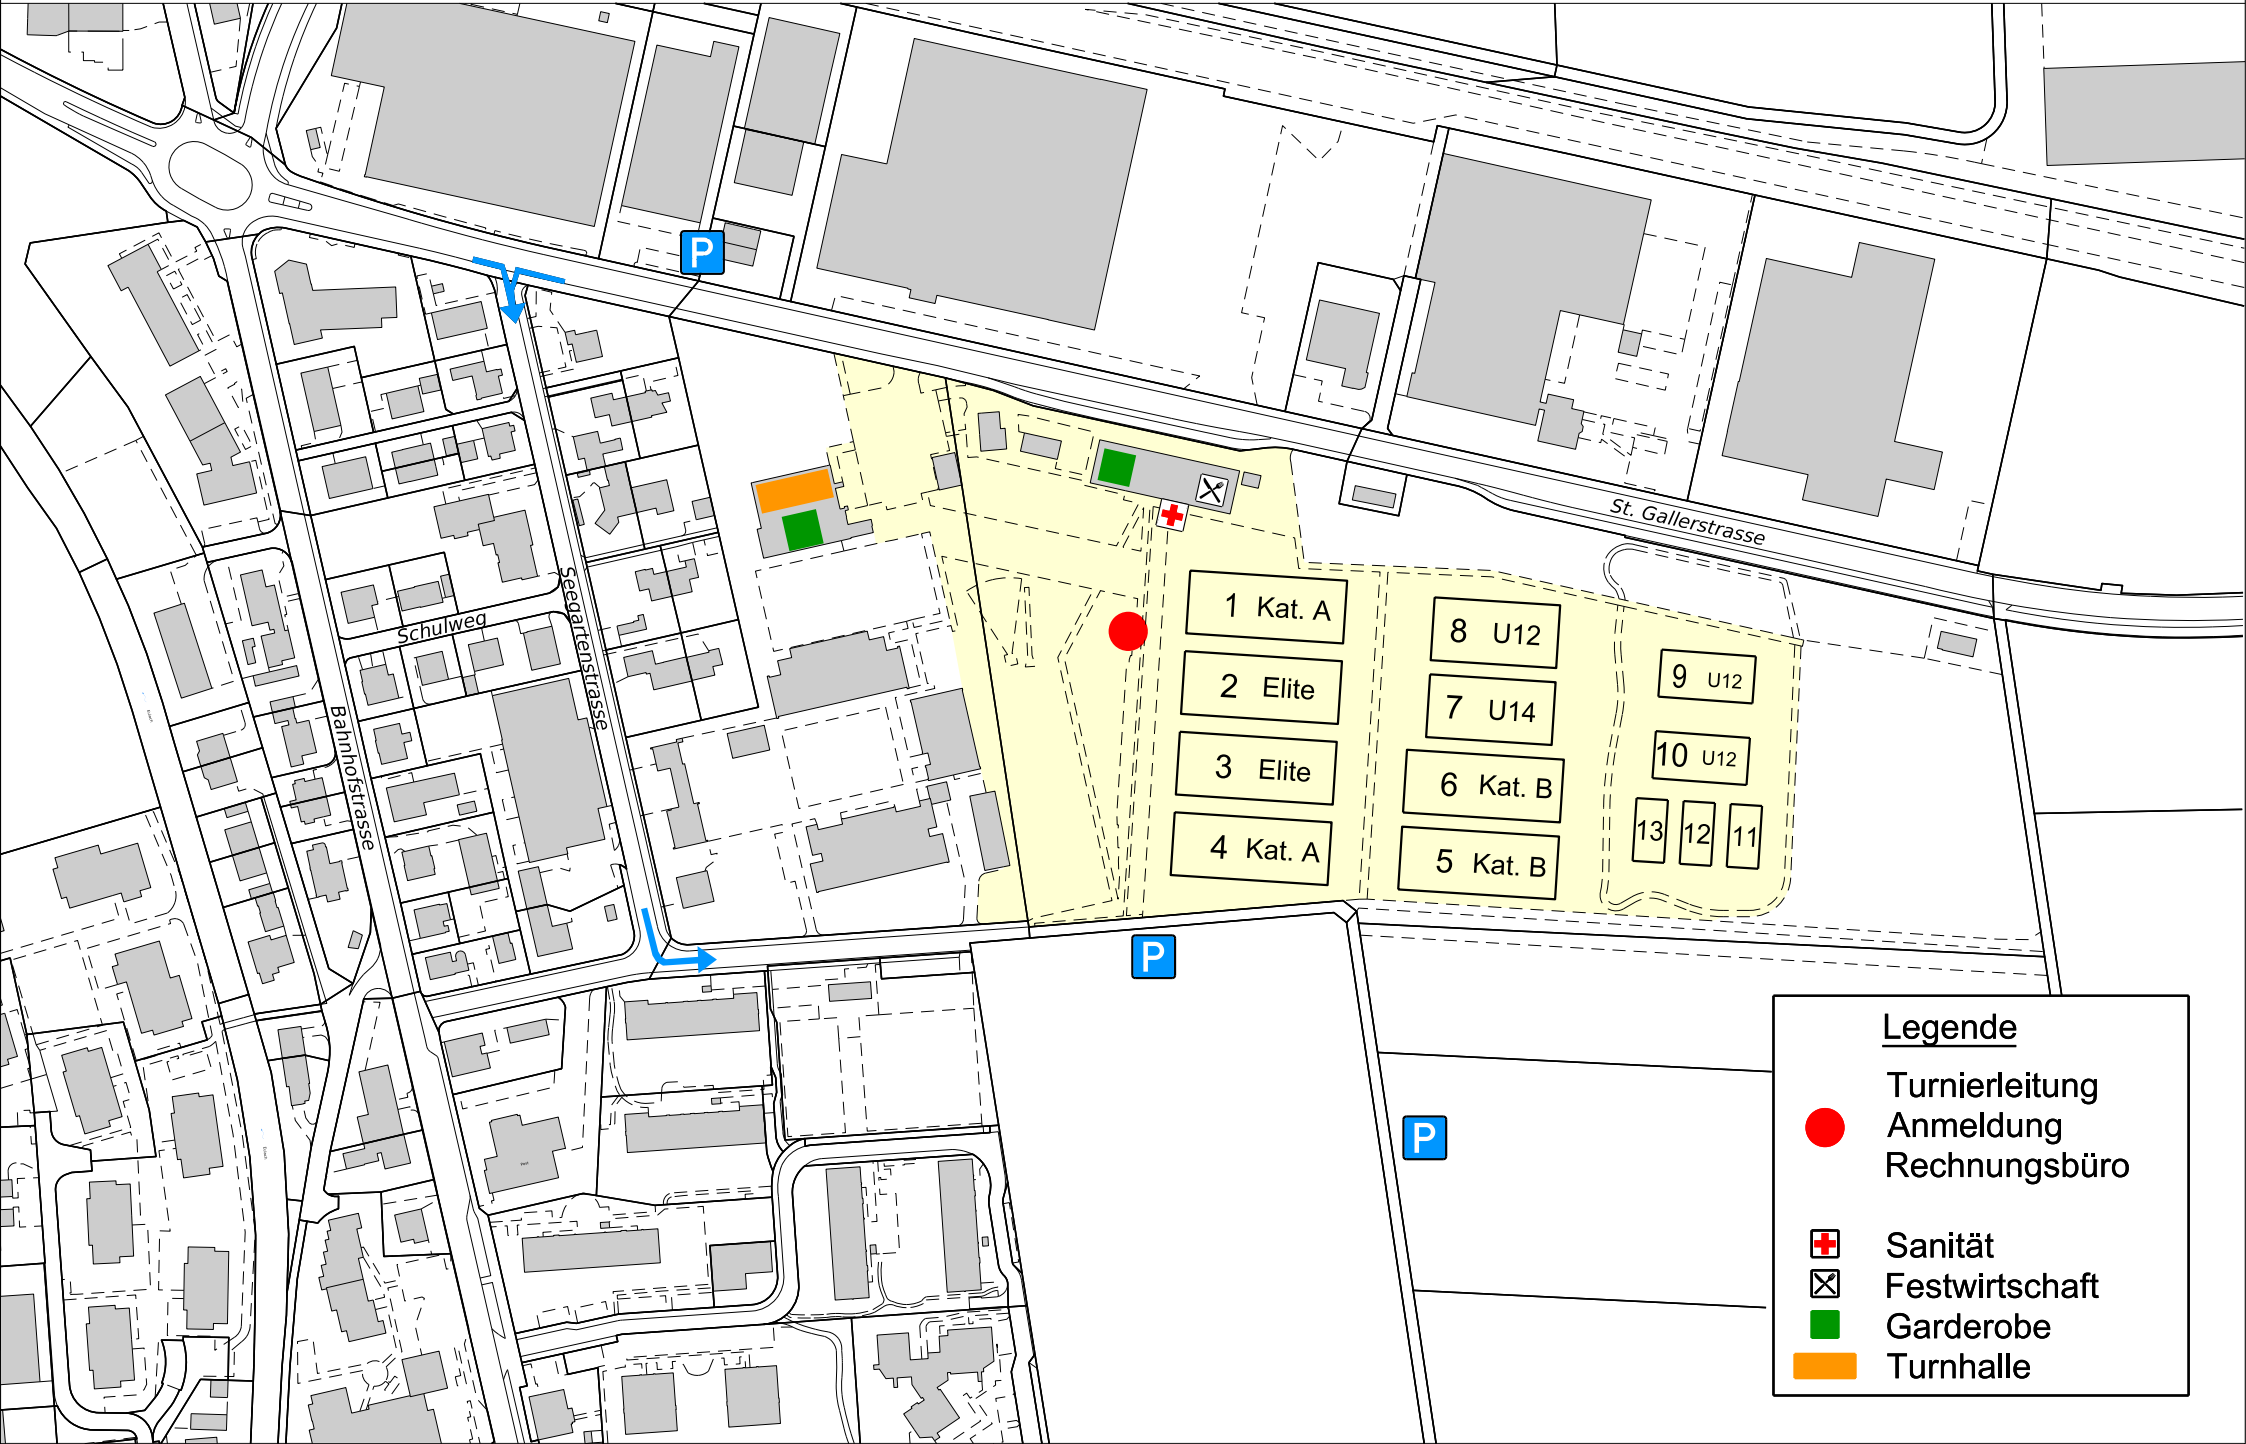 P
St. Gallerstrasse
Seegartenstrasse
Schulweg
Bahnhofstrasse
1 Kat. A
2 Elite
3 Elite
4 Kat. A
8 U12
7 U14
6 Kat. B
5 Kat. B
9 U12
10 U12
13
12
11
P
P
Legende
Turnierleitung
Anmeldung
Rechnungsbüro
Sanität
Festwirtschaft
Garderobe
Turnhalle